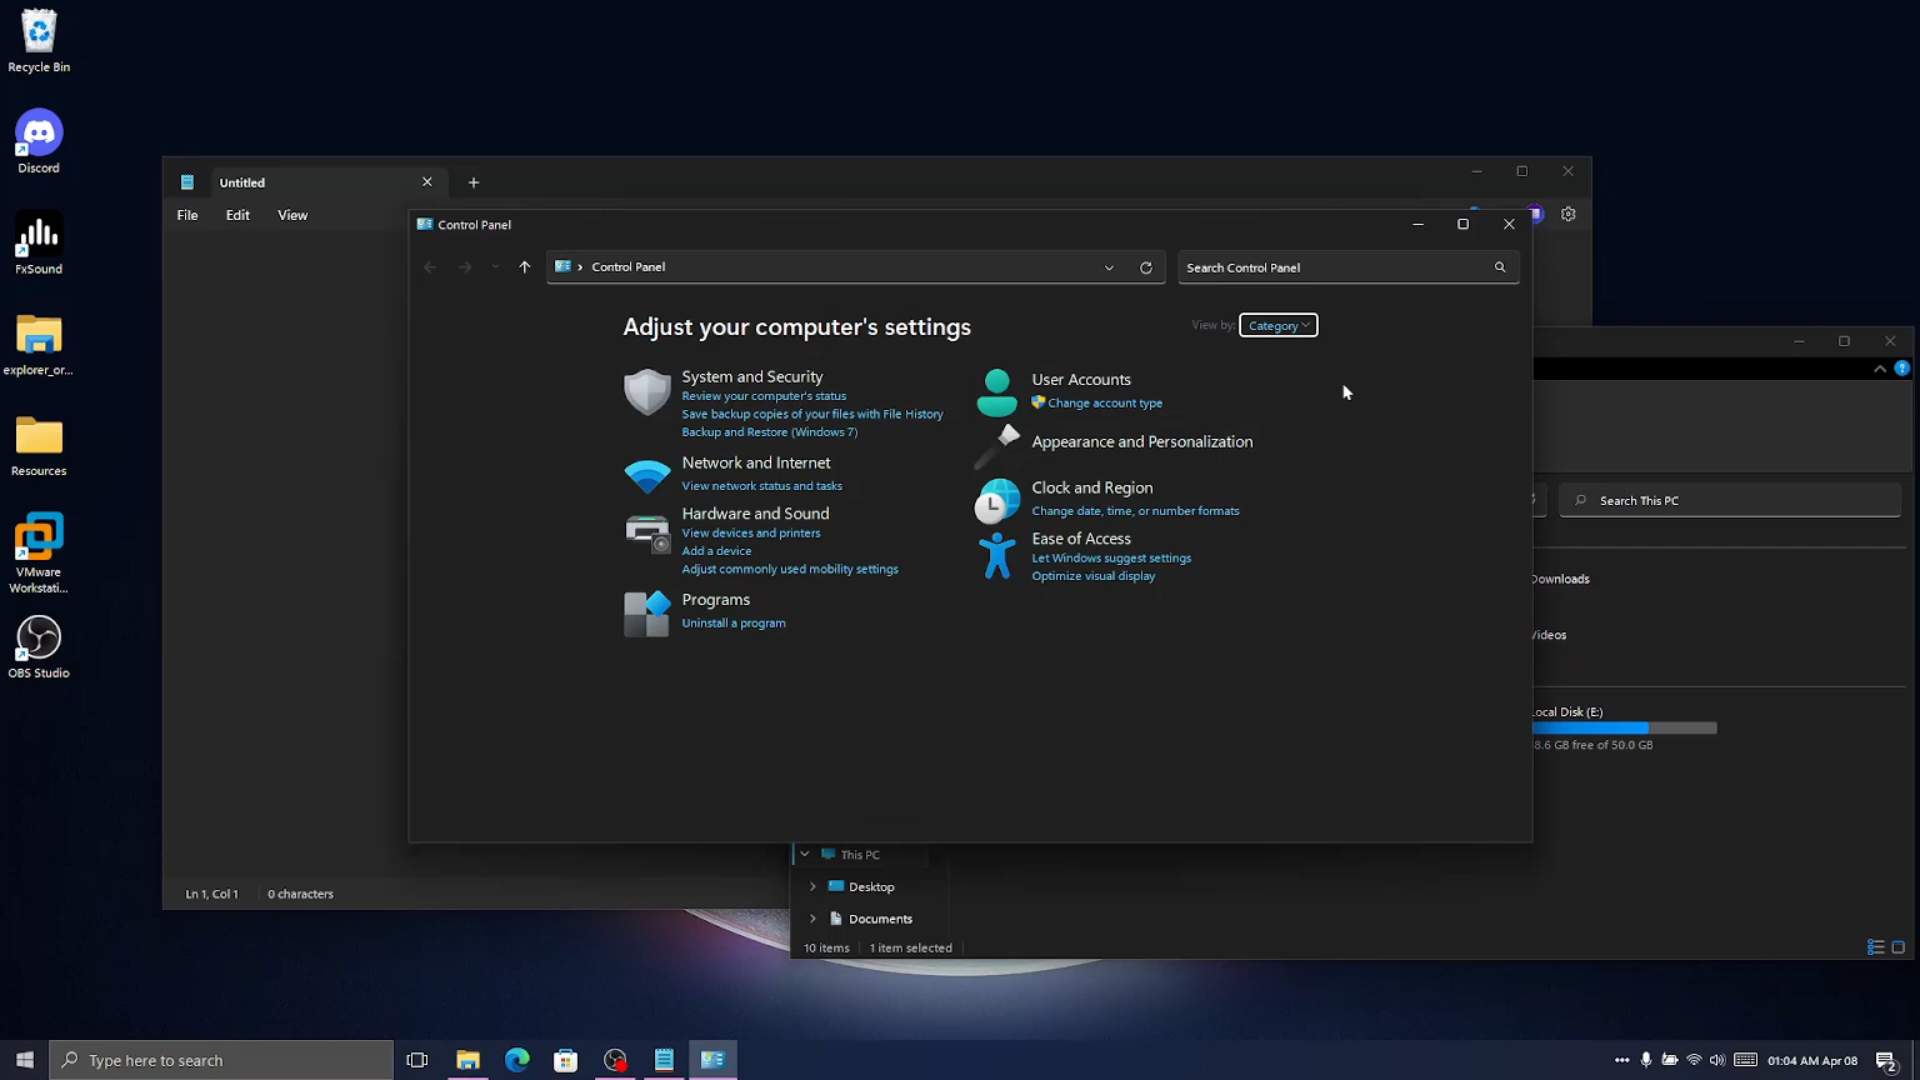 Recycle Bin
Discord
FxSound
explorer_or...
Resources
VMware
Workstati...
OBS Studio
Untitled
File Edit View
Ln 1, Col 1 0 characters
Control Panel
Control Panel
Search Control Panel
Adjust your computer's settings
View by: Category
System and Security
Review your computer's status
Save backup copies of your files with File History
Backup and Restore (Windows 7)
Network and Internet
View network status and tasks
Hardware and Sound
View devices and printers
Add a device
Adjust commonly used mobility settings
Programs
Uninstall a program
User Accounts
Change account type
Appearance and Personalization
Clock and Region
Change date, time, or number formats
Ease of Access
Let Windows suggest settings
Optimize visual display
Search This PC
Downloads
Videos
Local Disk (E:)
8.6 GB free of 50.0 GB
This PC
Desktop
Documents
10 items 1 item selected
Type here to search
01:04 AM Apr 08
2